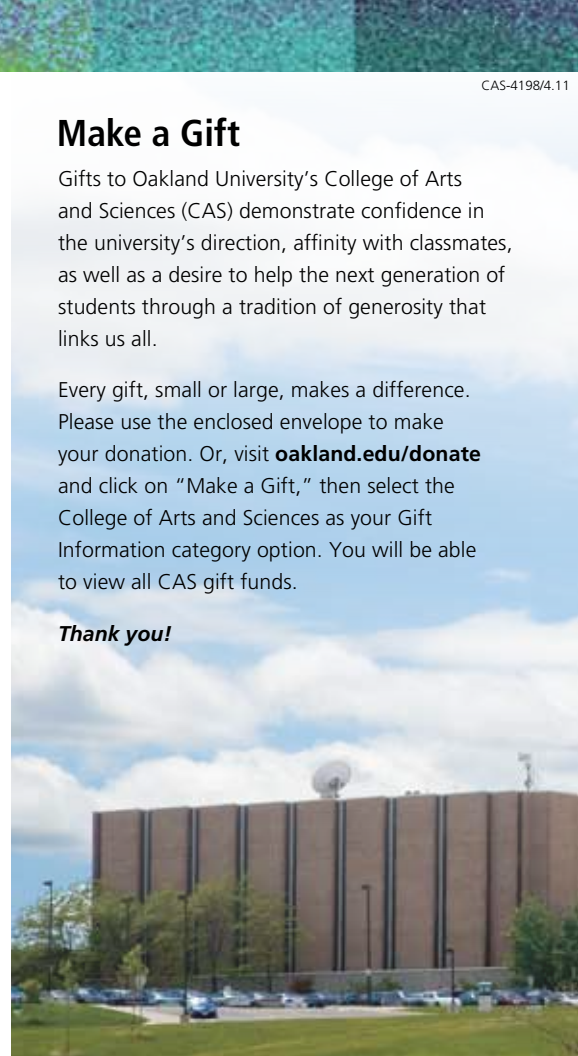 CAS-4198/4.11
Make a Gift
Gifts to Oakland University’s College of Arts
and Sciences (CAS) demonstrate confidence in
the university’s direction, affinity with classmates,
as well as a desire to help the next generation of
students through a tradition of generosity that
links us all.
Every gift, small or large, makes a difference.
Please use the enclosed envelope to make
your donation. Or, visit oakland.edu/donate
and click on “Make a Gift,” then select the
College of Arts and Sciences as your Gift
Information category option. You will be able
to view all CAS gift funds.
Thank you!